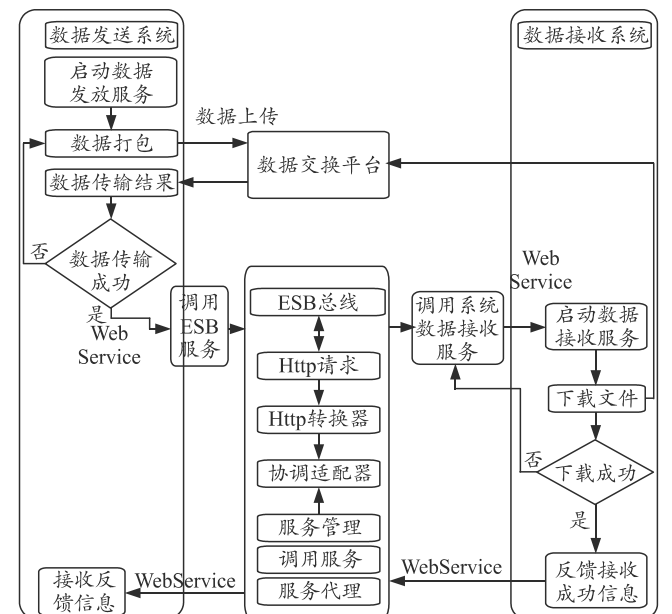 数据发送系统
启动数据
发放服务
数据打包
数据传输结果
数据传输
成功
否
是
Web
Service
数据上传
数据交换平台
调用
ESB
服务
ESB总线
Http请求
Http转换器
协调适配器
服务管理
调用服务
服务代理
调用系统
数据接收
服务
Web
Service
数据接收系统
启动数据
接收服务
下载文件
下载成功
否
是
反馈接收
成功信息
WebService
WebService
接收反
馈信息